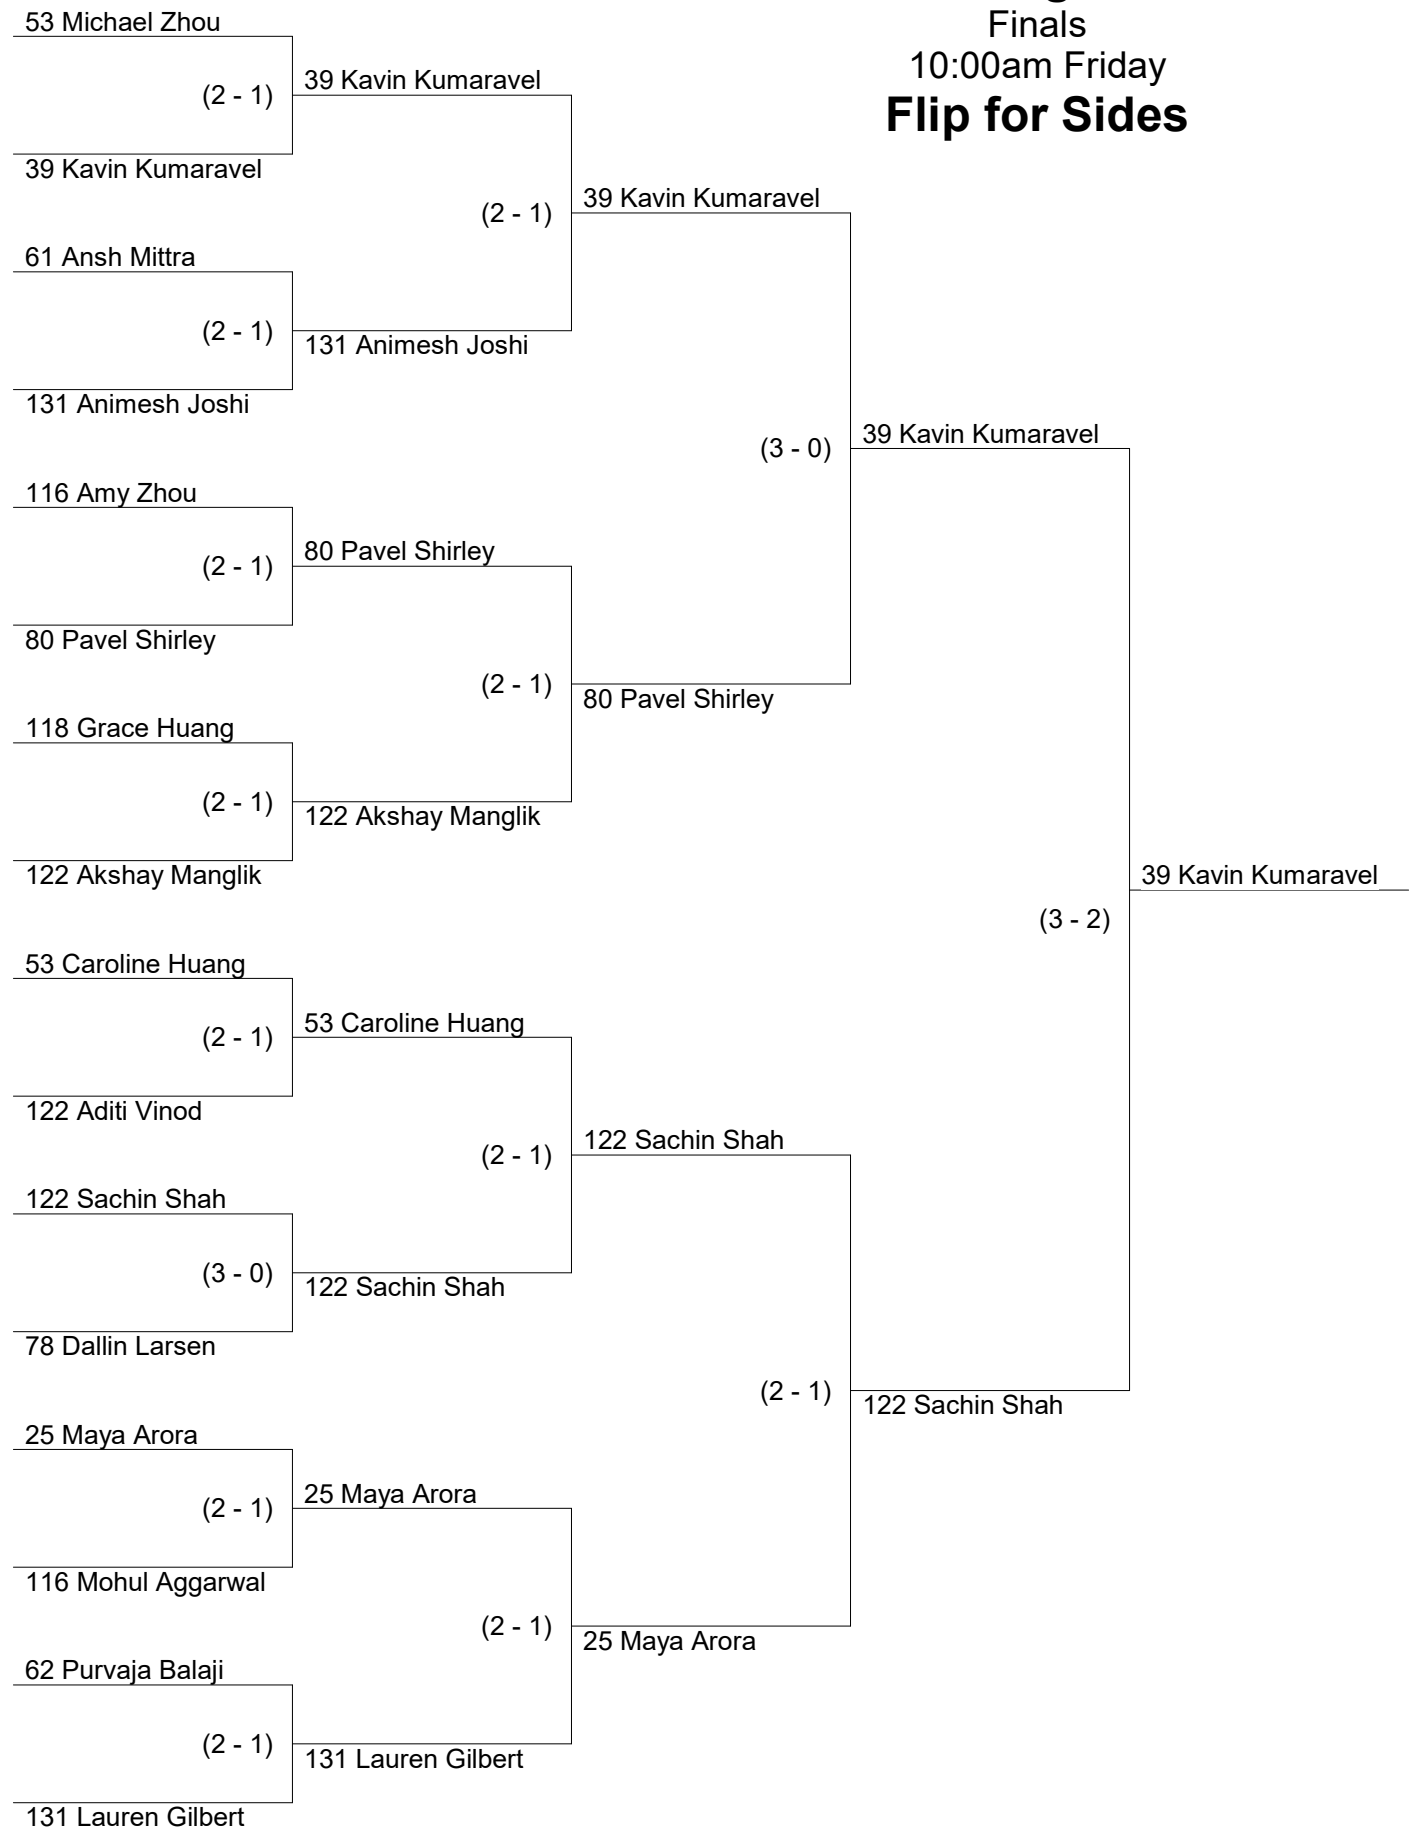 Finals
10:00am Friday
Flip for Sides
53 Michael Zhou
(2 - 1)
39 Kavin Kumaravel
39 Kavin Kumaravel
(2 - 1)
39 Kavin Kumaravel
61 Ansh Mittra
(2 - 1)
131 Animesh Joshi
131 Animesh Joshi
(3 - 0)
39 Kavin Kumaravel
116 Amy Zhou
(2 - 1)
80 Pavel Shirley
80 Pavel Shirley
(2 - 1)
80 Pavel Shirley
118 Grace Huang
(2 - 1)
122 Akshay Manglik
122 Akshay Manglik
(3 - 2)
39 Kavin Kumaravel
53 Caroline Huang
(2 - 1)
53 Caroline Huang
122 Aditi Vinod
(2 - 1)
122 Sachin Shah
122 Sachin Shah
(3 - 0)
122 Sachin Shah
78 Dallin Larsen
(2 - 1)
122 Sachin Shah
25 Maya Arora
(2 - 1)
25 Maya Arora
116 Mohul Aggarwal
(2 - 1)
25 Maya Arora
62 Purvaja Balaji
(2 - 1)
131 Lauren Gilbert
131 Lauren Gilbert